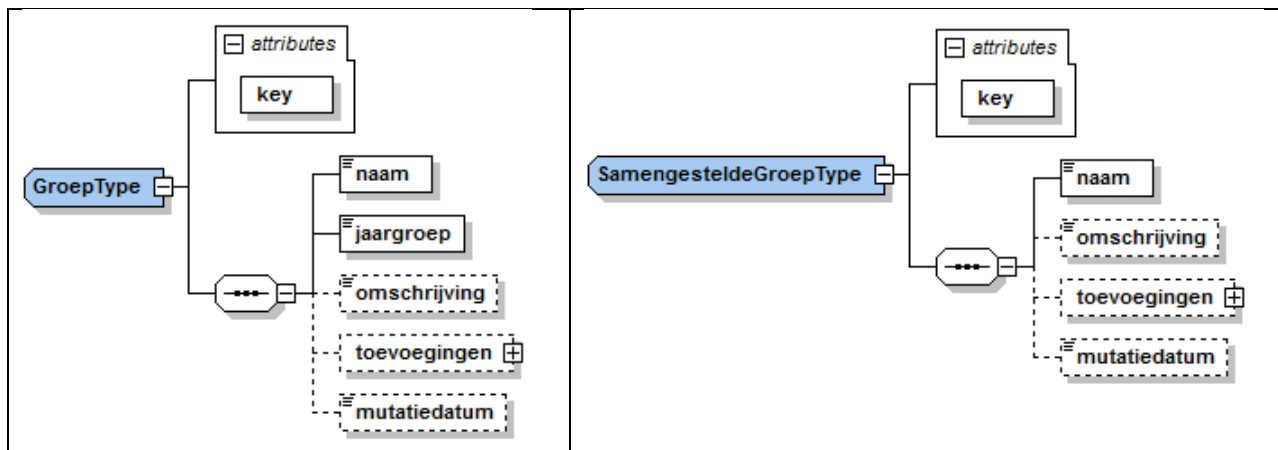 attributes
key
GroepType
naam
jaargroep
omschrijving
toevoegingen
mutatiedatum
attributes
key
SamengesteldeGroepType
naam
omschrijving
toevoegingen
mutatiedatum